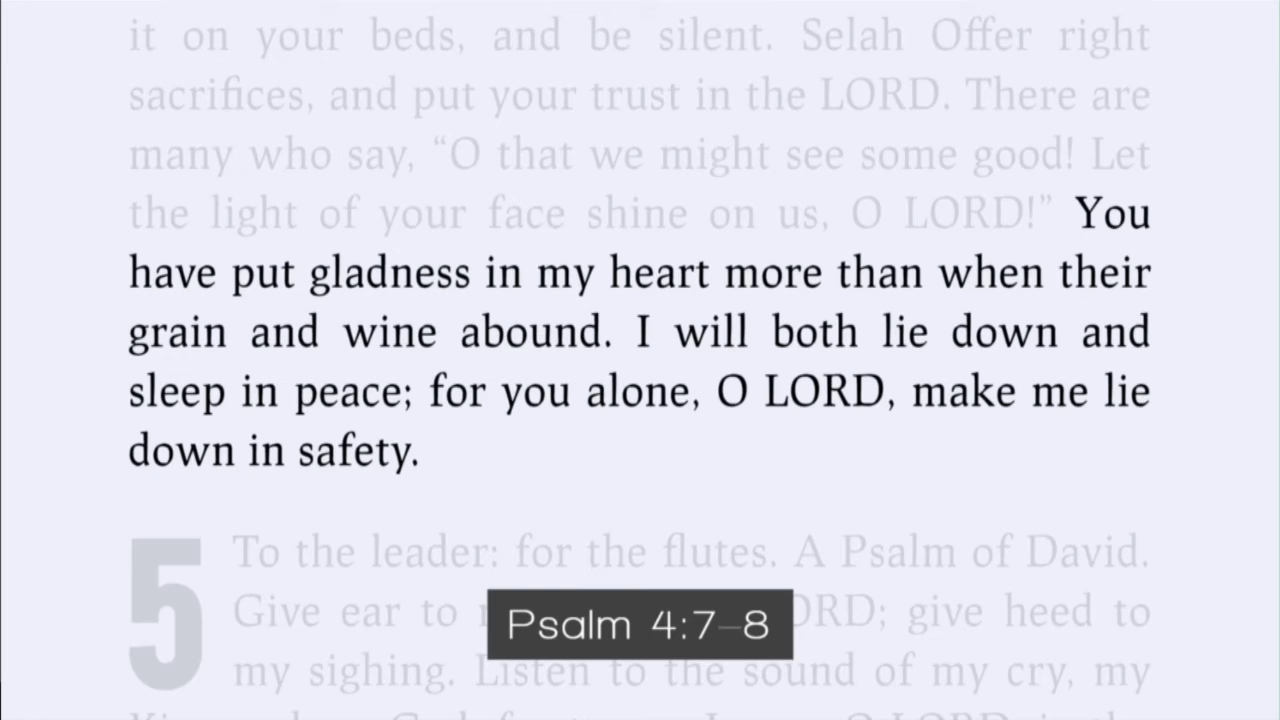 it on your beds, and be silent. Selah Offer right
sacrifices, and put your trust in the LORD. There are
many who say, “O that we might see some good! Let
the light of your face shine on us, O LORD!” You
have put gladness in my heart more than when their
grain and wine abound. I will both lie down and
sleep in peace; for you alone, O LORD, make me lie
down in safety.
5 To the leader: for the flutes. A Psalm of David.
Give ear to ORD; give heed to
Psalm 4:7–8
my sighing. Listen to the sound of my cry, my